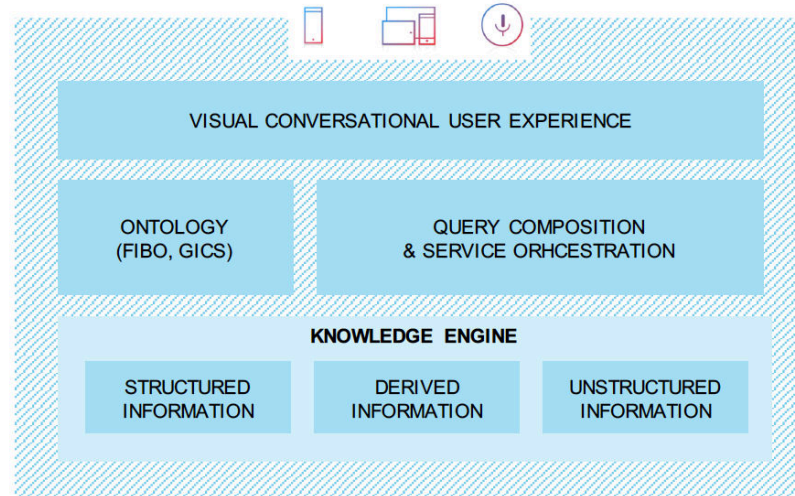 VISUAL CONVERSATIONAL USER EXPERIENCE
ONTOLOGY
(FIBO, GICS)
QUERY COMPOSITION
& SERVICE ORHCESTRATION
KNOWLEDGE ENGINE
STRUCTURED
INFORMATION
DERIVED
INFORMATION
UNSTRUCTURED
INFORMATION